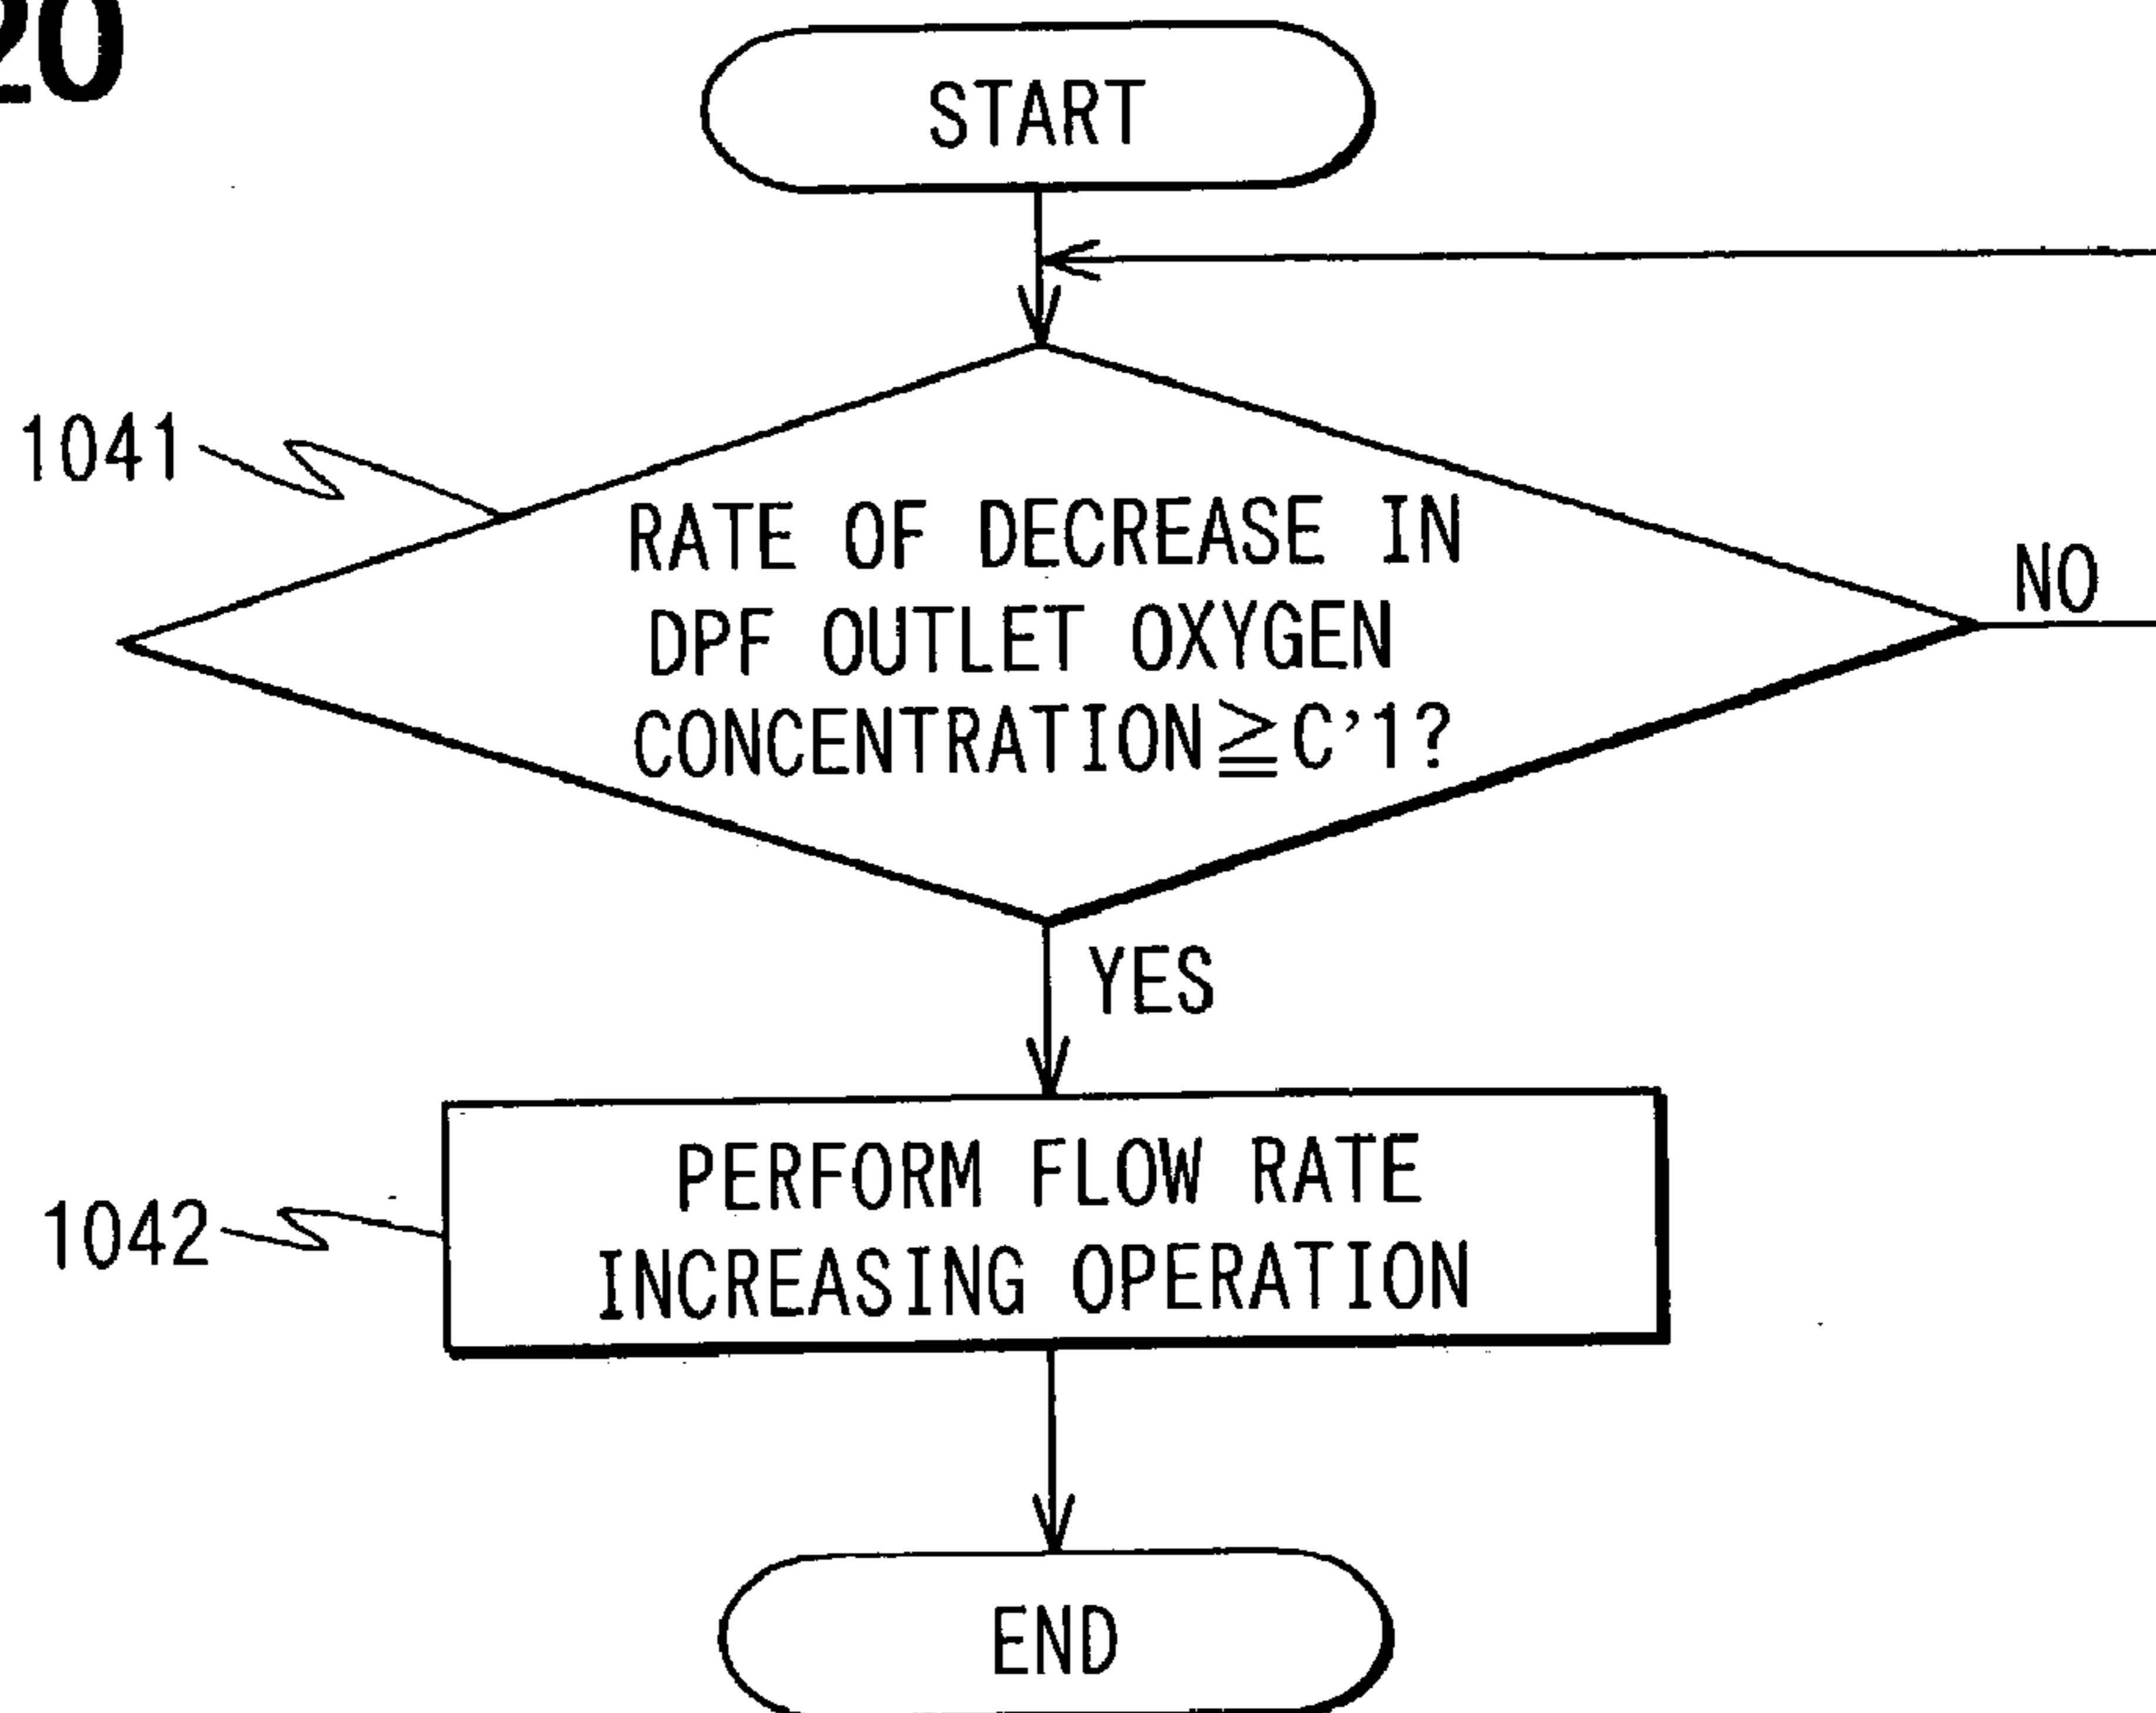 20
START
1041
RATE OF DECREASE IN
DPF OUTLET OXYGEN
CONCENTRATION≧C'1?
NO
YES
1042
PERFORM FLOW RATE
INCREASING OPERATION
END